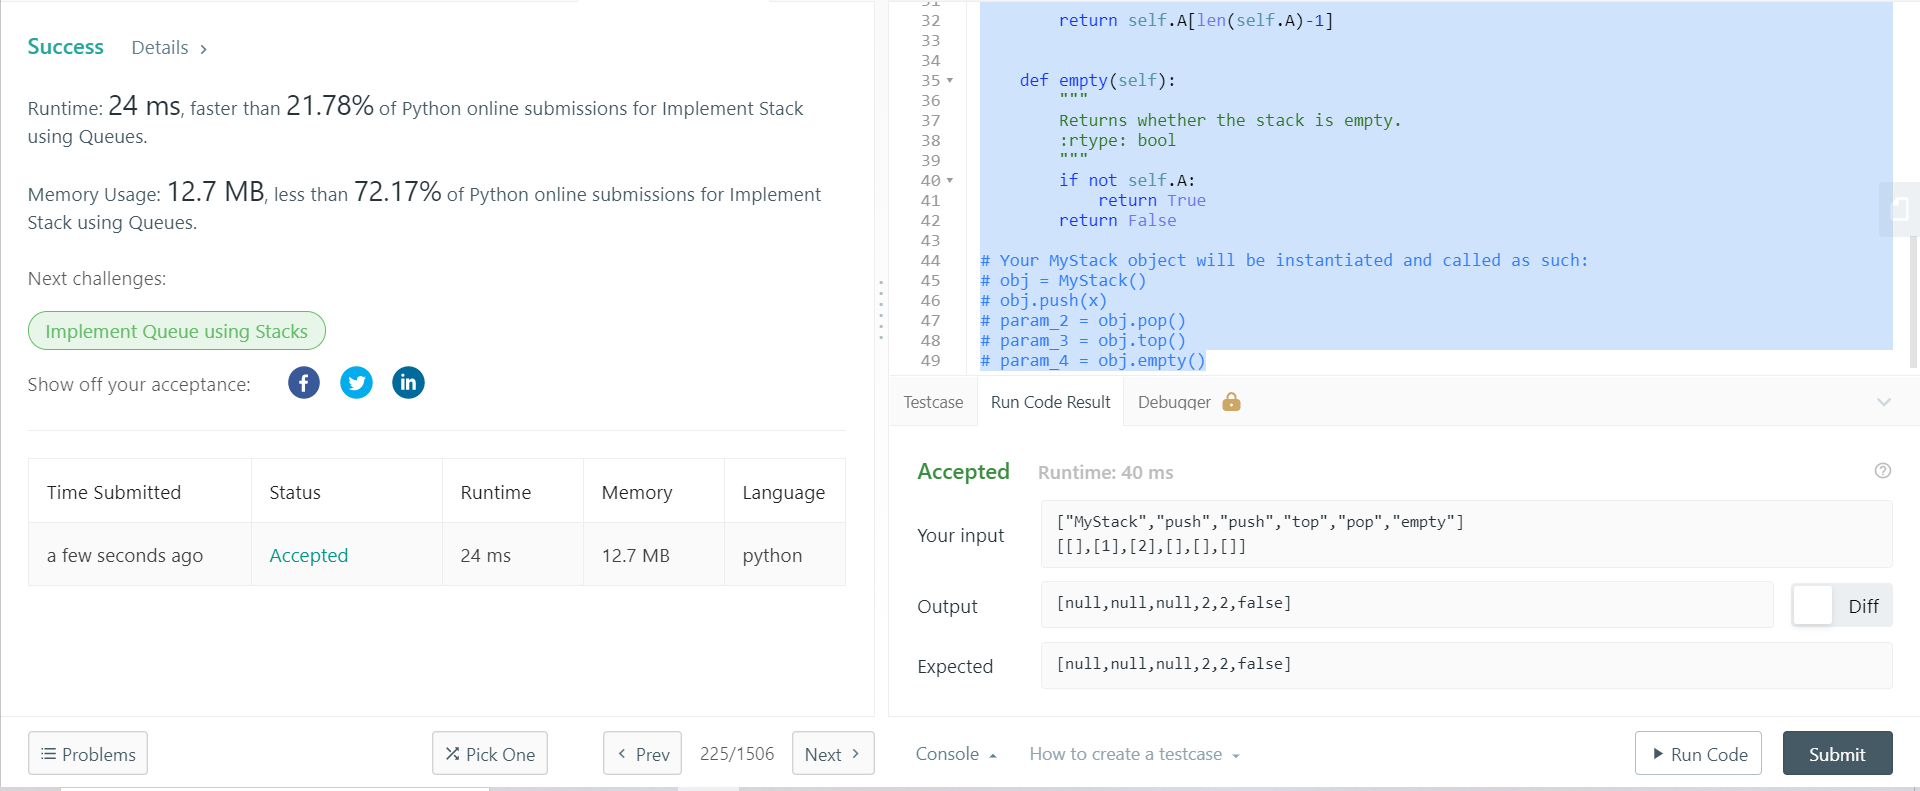 Success Details >
Runtime: 24 ms, faster than 21.78% of Python online submissions for Implement Stack
using Queues.
Memory Usage: 12.7 MB, less than 72.17% of Python online submissions for Implement
Stack using Queues.
Next challenges:
Implement Queue using Stacks
Show off your acceptance:
Time Submitted Status Runtime Memory Language
a few seconds ago Accepted 24 ms 12.7 MB python
Problems Pick One < Prev 225/1506 Next >
32 return self.A[len(self.A)-1]
33
34
35 def empty(self):
36 """
37 Returns whether the stack is empty.
38 :rtype: bool
39 """
40 if not self.A:
41 return True
42 return False
43
44 # Your MyStack object will be instantiated and called as such:
45 # obj = MyStack()
46 # obj.push(x)
47 # param_2 = obj.pop()
48 # param_3 = obj.top()
49 # param_4 = obj.empty()
Testcase Run Code Result Debugger
Accepted Runtime: 40 ms
Your input
["MyStack","push","push","top","pop","empty"]
[[],[1],[2],[],[],[]]
Output [null,null,null,2,2,false] Diff
Expected [null,null,null,2,2,false]
Console How to create a testcase Run Code Submit